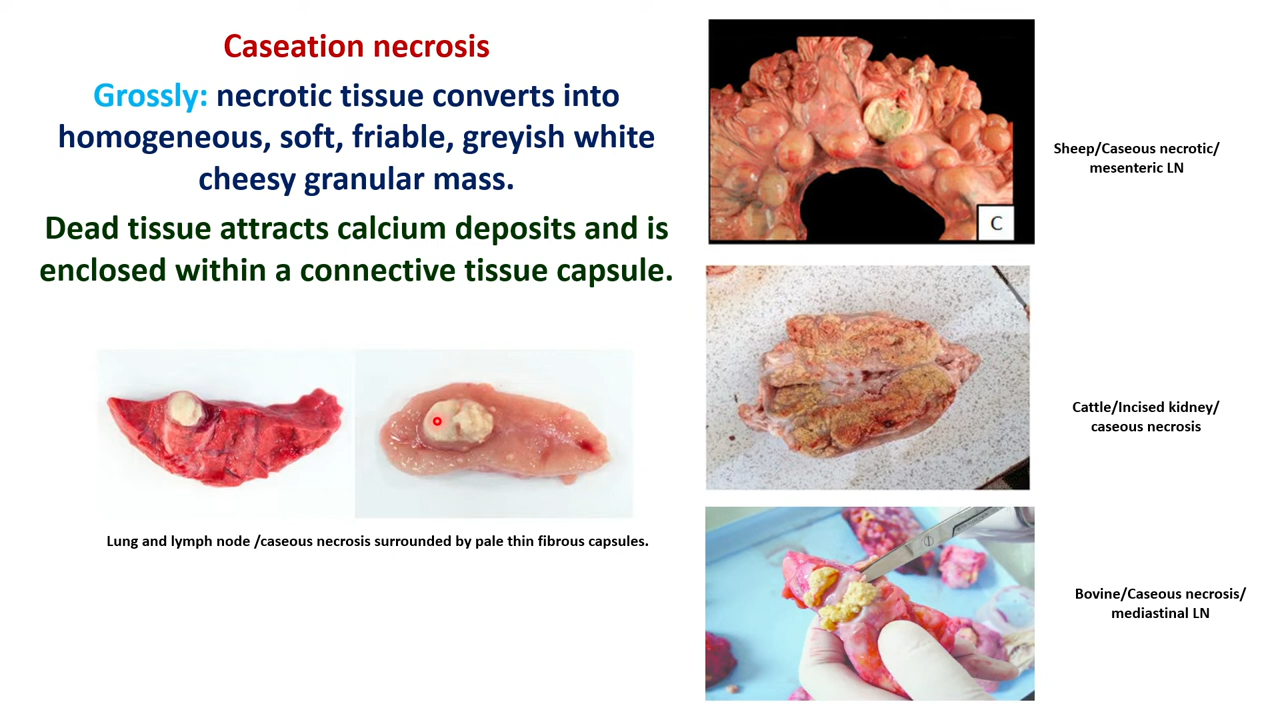 Caseation necrosis
Grossly: necrotic tissue converts into
homogeneous, soft, friable, greyish white
cheesy granular mass.
Dead tissue attracts calcium deposits and is
enclosed within a connective tissue capsule.
Lung and lymph node /caseous necrosis surrounded by pale thin fibrous capsules.
C
Sheep/Caseous necrotic/
mesenteric LN
Cattle/Incised kidney/
caseous necrosis
Bovine/Caseous necrosis/
mediastinal LN